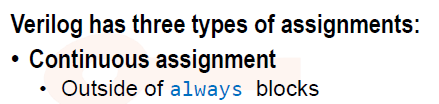 Verilog has three types of assignments:
• Continuous assignment
• Outside of always blocks